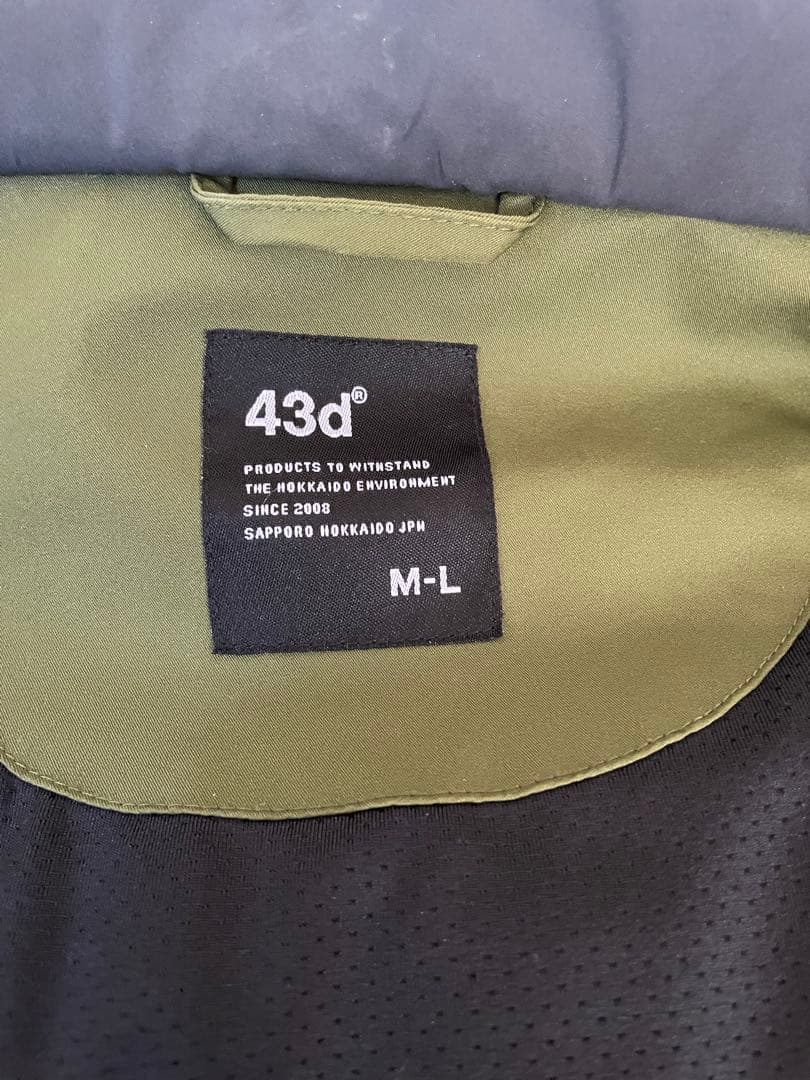 43d®
PRODUCTS TO WITHSTAND
THE HOKKAIDO ENVIRONMENT
SINCE 2008
SAPPORO HOKKAIDO JPN
M-L